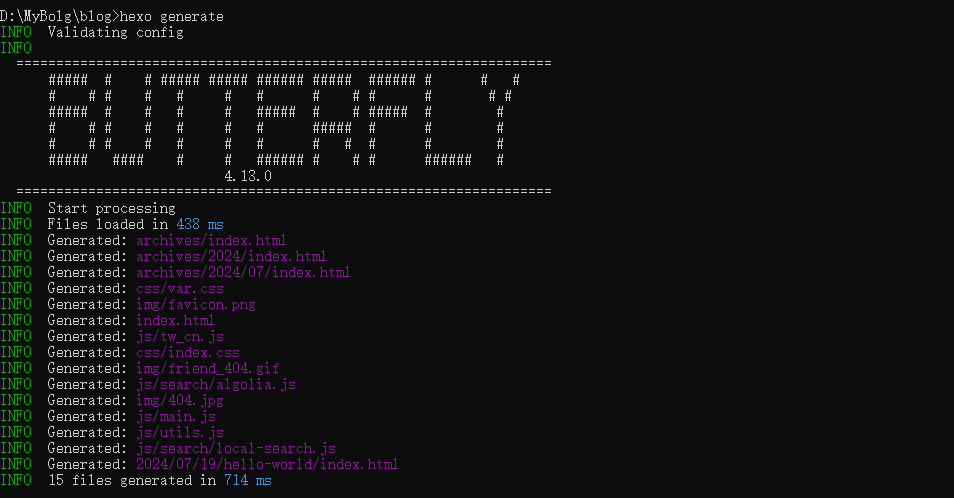 D:\MyBolg\blog>hexo generate
INFO  Validating config
INFO
  ===================================================================
      #####  #    # ##### ##### ###### #####  ###### #      #   #
      #    # #    #   #     #   #      #    # #      #       # #
      #####  #    #   #     #   #####  #    # #####  #        #
      #    # #    #   #     #   #      #####  #      #        #
      #    # #    #   #     #   #      #   #  #      #        #
      #####   ####    #     #   ###### #    # #      ######   #
                            4.13.0
  ===================================================================
INFO  Start processing
INFO  Files loaded in 438 ms
INFO  Generated: archives/index.html
INFO  Generated: archives/2024/index.html
INFO  Generated: archives/2024/07/index.html
INFO  Generated: css/var.css
INFO  Generated: img/favicon.png
INFO  Generated: index.html
INFO  Generated: js/tw_cn.js
INFO  Generated: css/index.css
INFO  Generated: img/friend_404.gif
INFO  Generated: js/search/algolia.js
INFO  Generated: img/404.jpg
INFO  Generated: js/main.js
INFO  Generated: js/utils.js
INFO  Generated: js/search/local-search.js
INFO  Generated: 2024/07/19/hello-world/index.html
INFO  15 files generated in 714 ms